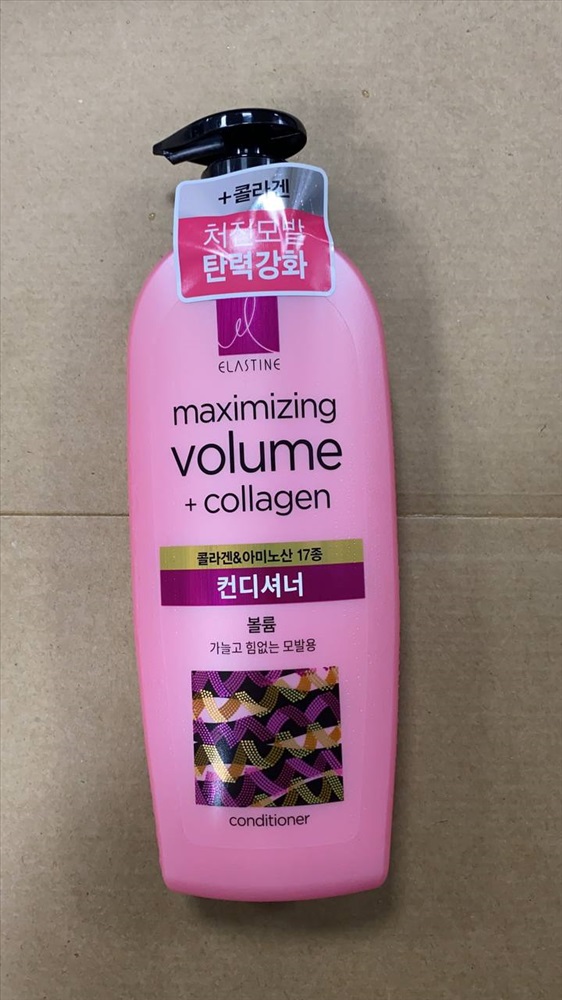 +콜라겐
처진모발
탄력강화
el
ELASTINE
maximizing
volume
+ collagen
콜라겐&아미노산 17종
컨디셔너
볼륨
가늘고 힘없는 모발용
conditioner